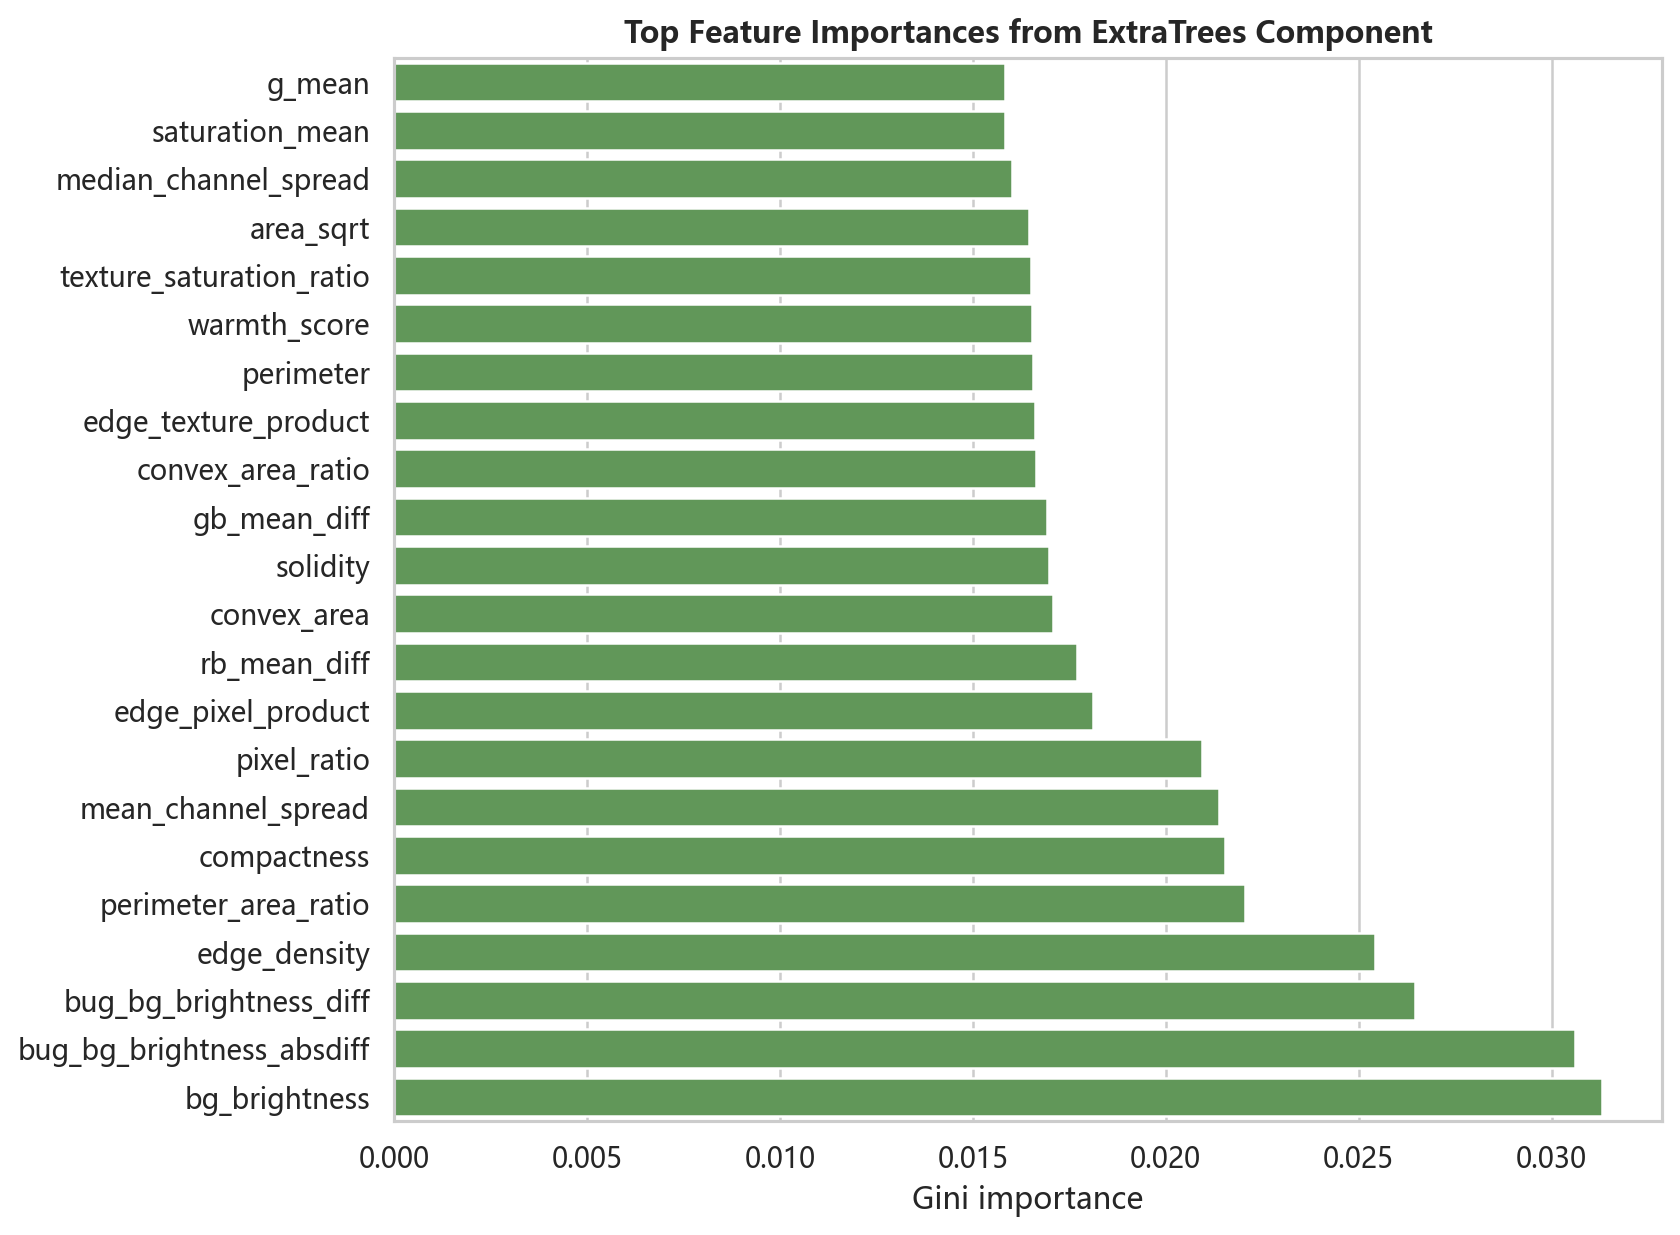 Top Feature Importances from ExtraTrees Component
g_mean
saturation_mean
median_channel_spread
area_sqrt
texture_saturation_ratio
warmth_score
perimeter
edge_texture_product
convex_area_ratio
gb_mean_diff
solidity
convex_area
rb_mean_diff
edge_pixel_product
pixel_ratio
mean_channel_spread
compactness
perimeter_area_ratio
edge_density
bug_bg_brightness_diff
bug_bg_brightness_absdiff
bg_brightness
0.000 0.005 0.010 0.015 0.020 0.025 0.030
Gini importance